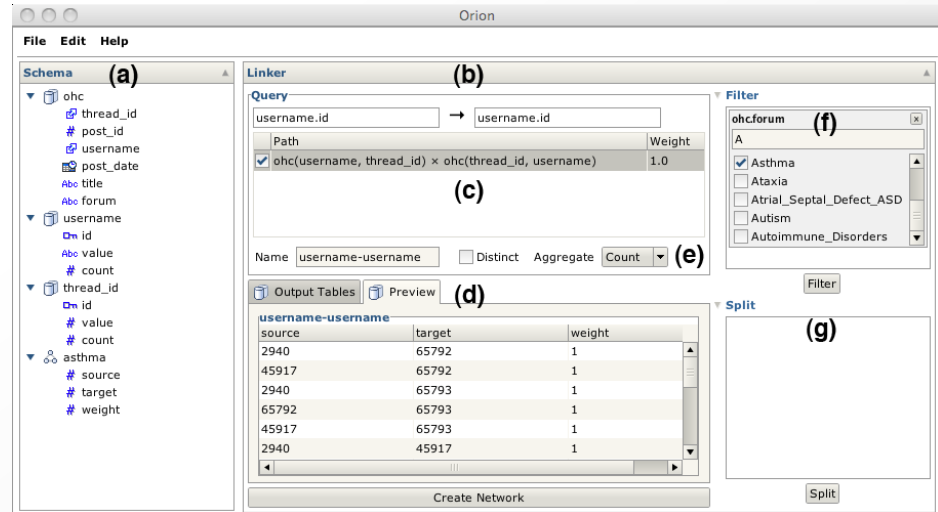 Orion
File Edit Help
Schema (a)
ohc
thread_id
# post_id
username
post_date
Abc title
Abc forum
username
id
Abc value
# count
thread_id
id
# value
# count
asthma
# source
# target
# weight
Linker (b)
Query
username.id → username.id
Path Weight
ohc(username, thread_id) × ohc(thread_id, username) 1.0
(c)
Name username-username Distinct Aggregate Count (e)
Output Tables Preview (d)
username-username
source target weight
2940 65792 1
45917 65792 1
2940 65793 1
65792 65793 1
45917 65793 1
2940 45917 1
Create Network
Filter
ohc.forum (f) x
A
Asthma
Ataxia
Atrial_Septal_Defect_ASD
Autism
Autoimmune_Disorders
Filter
Split
(g)
Split